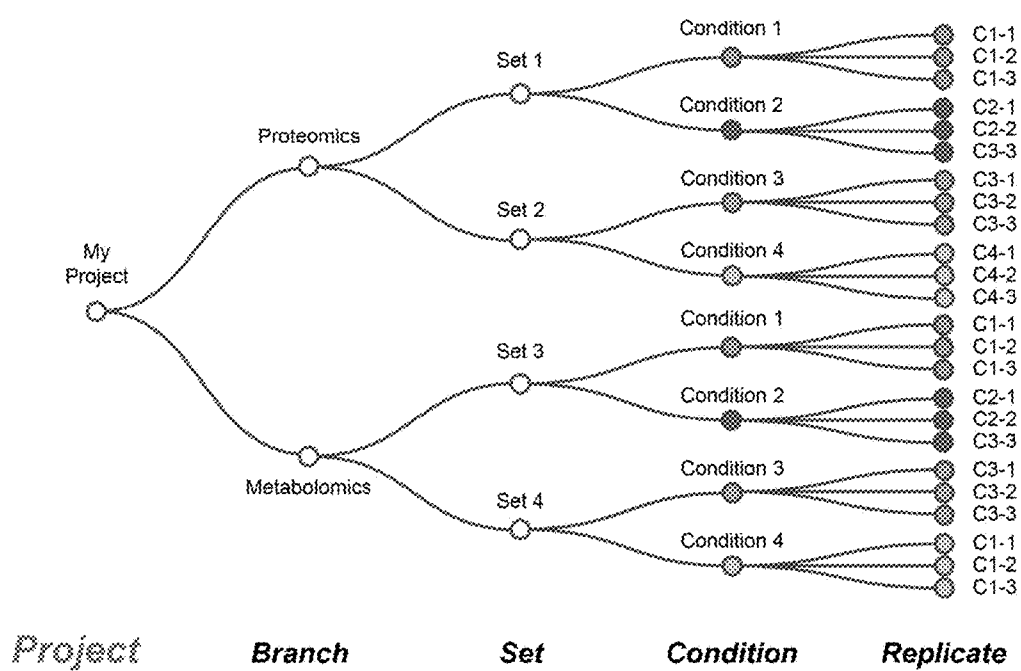 Condition 1
C1-1
C1-2
C1-3
Set 1
Condition 2
C2-1
C2-2
C3-3
Proteomics
Condition 3
C3-1
C3-2
C3-3
Set 2
Condition 4
C4-1
C4-2
C4-3
My
Project
Condition 1
C1-1
C1-2
C1-3
Set 3
Condition 2
C2-1
C2-2
C3-3
Metabolomics
Condition 3
C3-1
C3-2
C3-3
Set 4
Condition 4
C1-1
C1-2
C1-3
Project Branch Set Condition Replicate